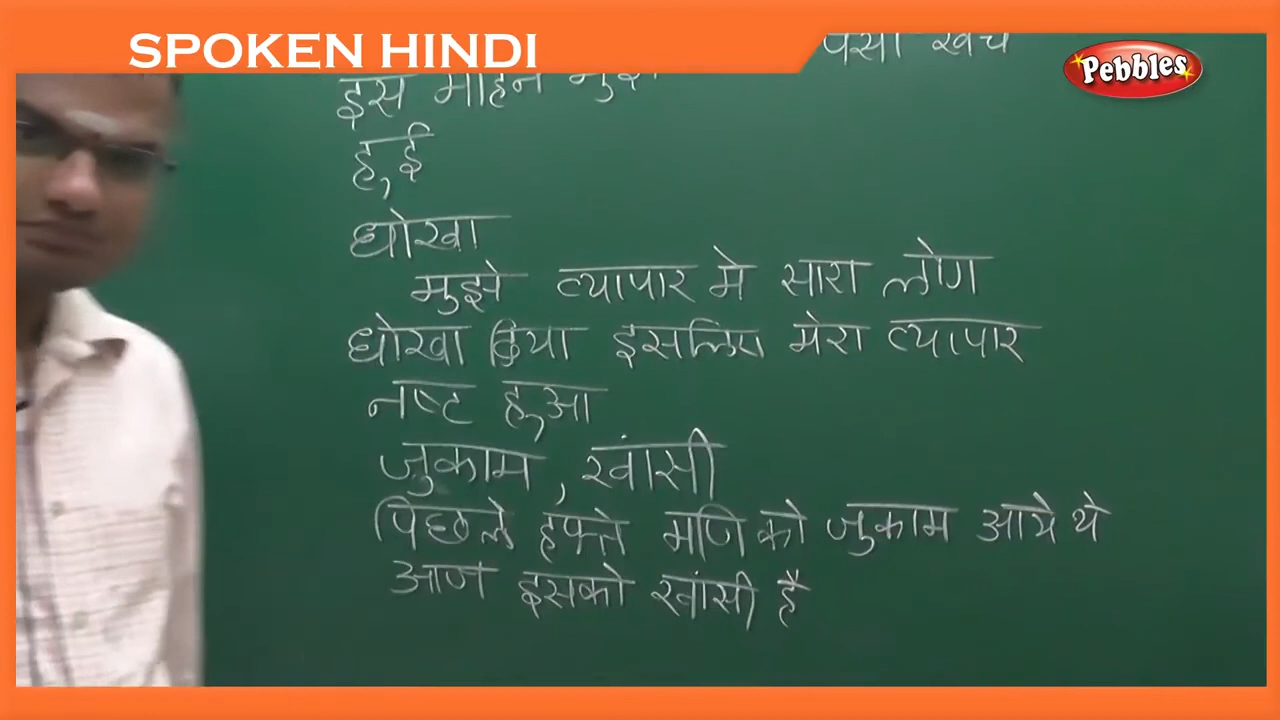 SPOKEN HINDI
Pebbles
पैसा खर्च
इस महिने
हुई
धोखा
मुझे व्यापार मे सारा लोग
धोखा दिया इसलिए मेरा व्यापार
नष्ट हुआ
जुकाम, खांसी
पिछले हफ्ते मणि को जुकाम आये थे
आज इसको खांसी है